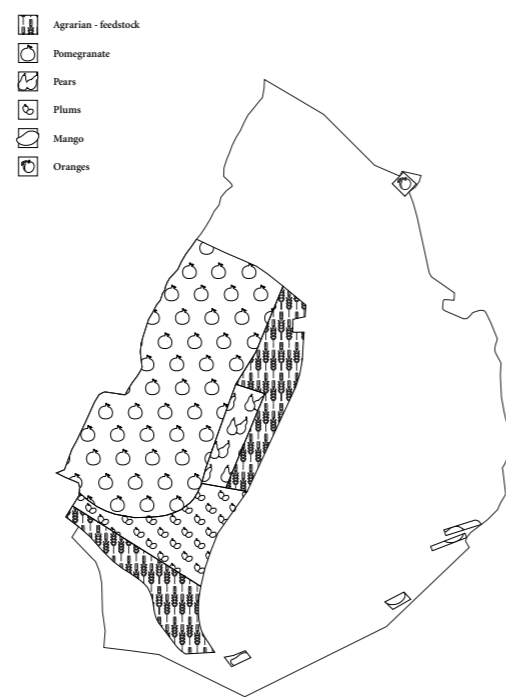 Agrarian - feedstock
Pomegranate
Pears
Plums
Mango
Oranges